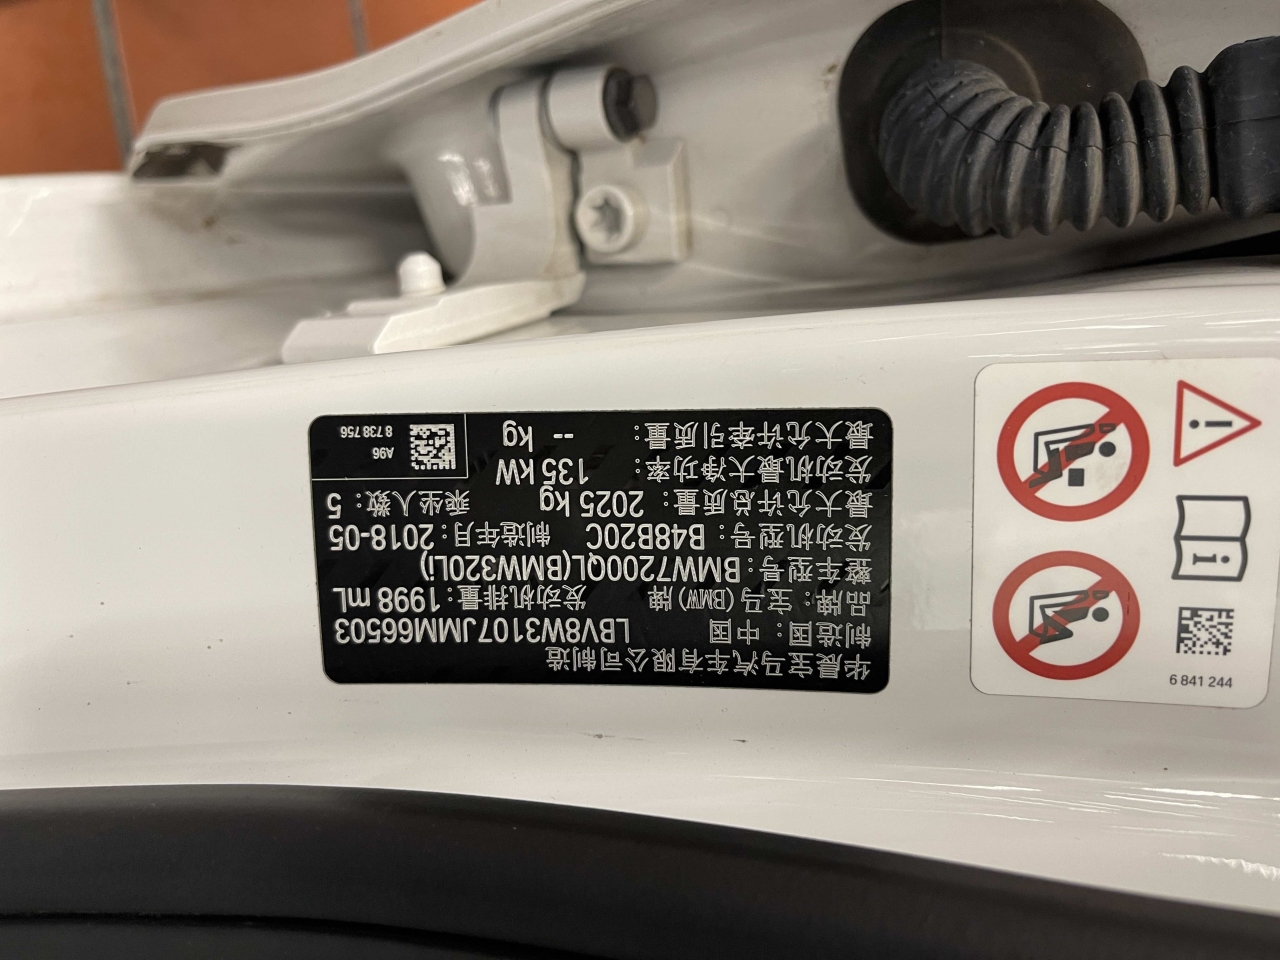 华晨宝马汽车有限公司制造
制造国：中国 LBV8W3107JMM66503
品牌：宝马(BMW)牌 发动机排量：1998 mL
整车型号：BMW7200QL(BMW320Li)
发动机型号：B48B20C 制造年月：2018-05
最大允许总质量：2025 kg 乘坐人数：5
发动机最大净功率：135 kW
最大允许牵引质量：-- kg
A96
8 738 756
6 841 244